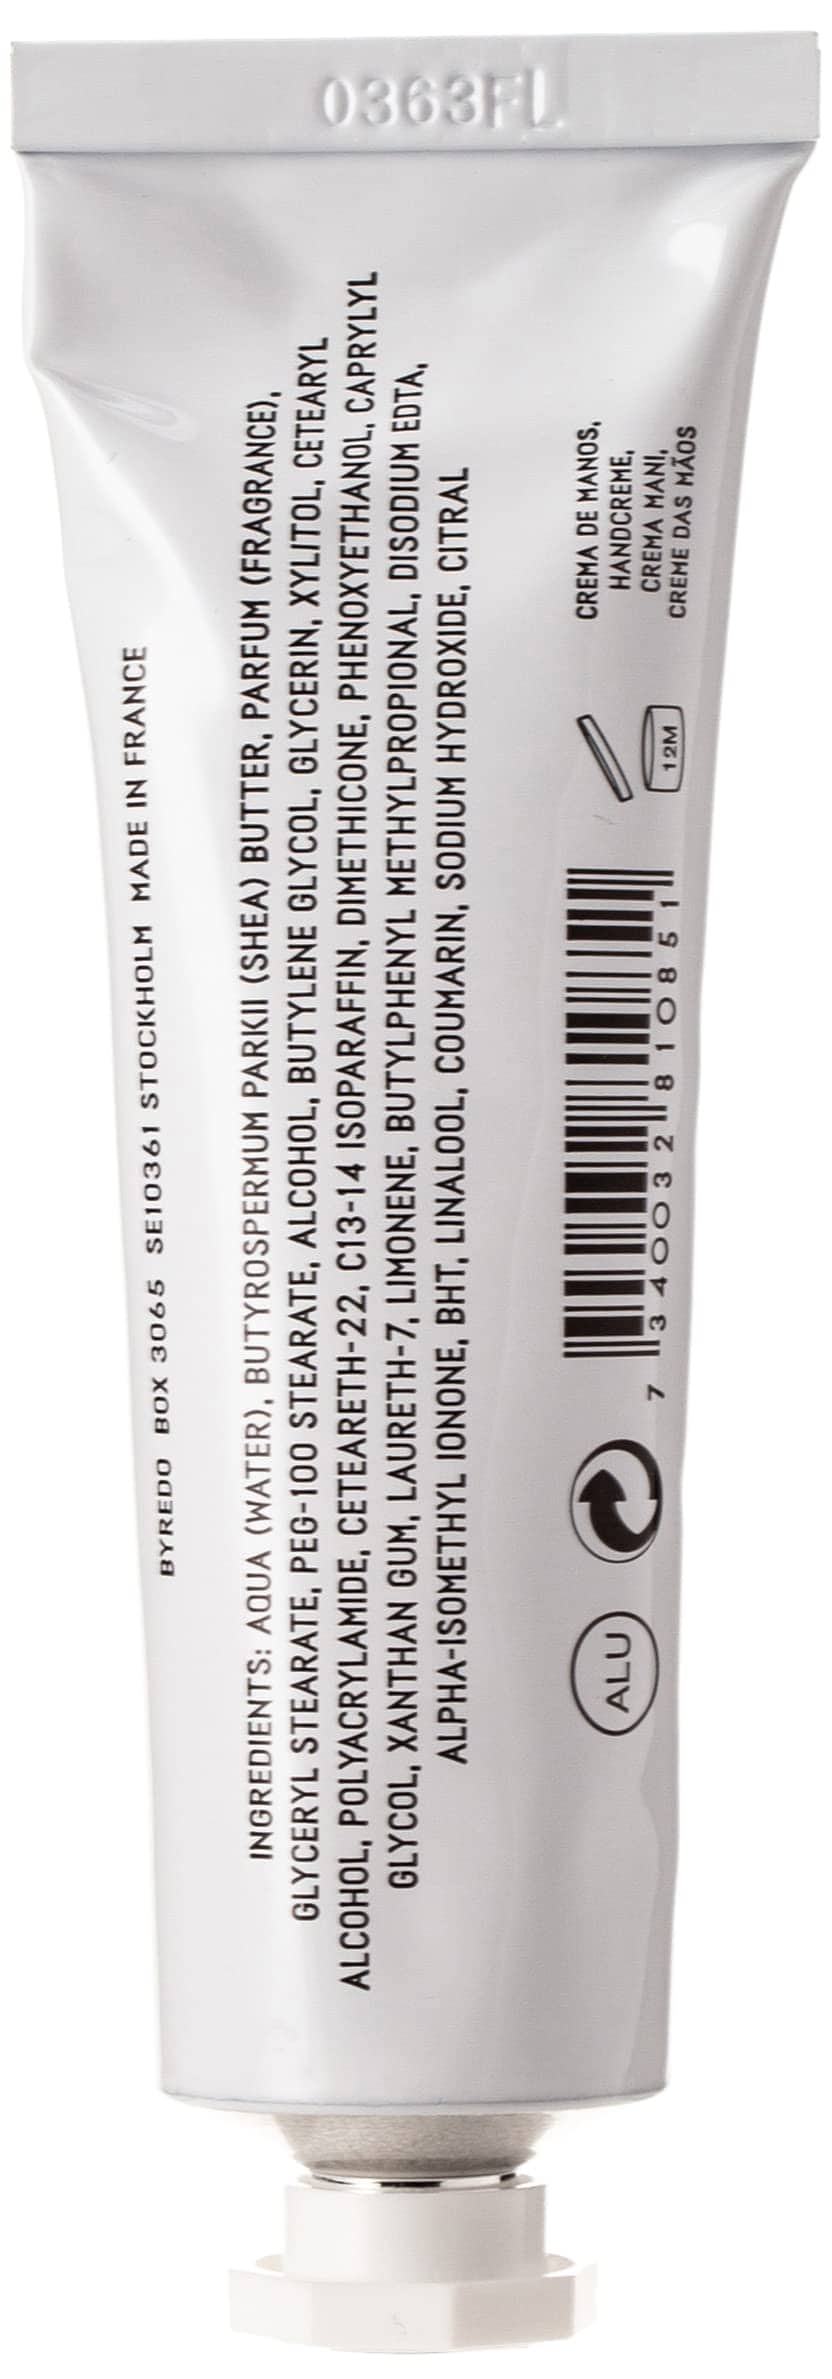 0363FL
BYREDO BOX 3065 SE10361 STOCKHOLM MADE IN FRANCE
INGREDIENTS: AQUA (WATER), BUTYROSPERMUM PARKII (SHEA) BUTTER, PARFUM (FRAGRANCE),
GLYCERYL STEARATE, PEG-100 STEARATE, ALCOHOL, BUTYLENE GLYCOL, GLYCERIN, XYLITOL, CETEARYL
ALCOHOL, POLYACRYLAMIDE, CETEARETH-22, C13-14 ISOPARAFFIN, DIMETHICONE, PHENOXYETHANOL, CAPRYLYL
GLYCOL, XANTHAN GUM, LAURETH-7, LIMONENE, BUTYLPHENYL METHYLPROPIONAL, DISODIUM EDTA,
ALPHA-ISOMETHYL IONONE, BHT, LINALOOL, COUMARIN, SODIUM HYDROXIDE, CITRAL
CREMA DE MANOS,
HANDCREME,
CREMA MANI,
CREME DAS MÃOS
12M
7 340032 810851
ALU